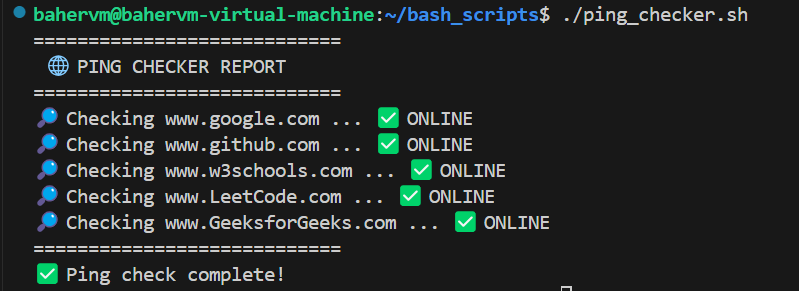 bahervm@bahervm-virtual-machine:~/bash_scripts$ ./ping_checker.sh
============================
🌐 PING CHECKER REPORT
============================
🔎 Checking www.google.com ... ✅ ONLINE
🔎 Checking www.github.com ... ✅ ONLINE
🔎 Checking www.w3schools.com ... ✅ ONLINE
🔎 Checking www.LeetCode.com ... ✅ ONLINE
🔎 Checking www.GeeksforGeeks.com ... ✅ ONLINE
============================
✅ Ping check complete!